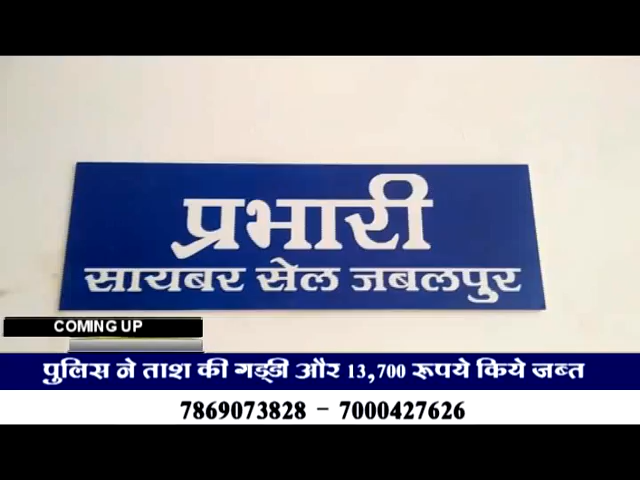 प्रभारी
सायबर सेल जबलपुर
COMING UP
पुलिस ने ताश की गड्डी और 13,700 रूपये किये जब्त
7869073828 - 7000427626